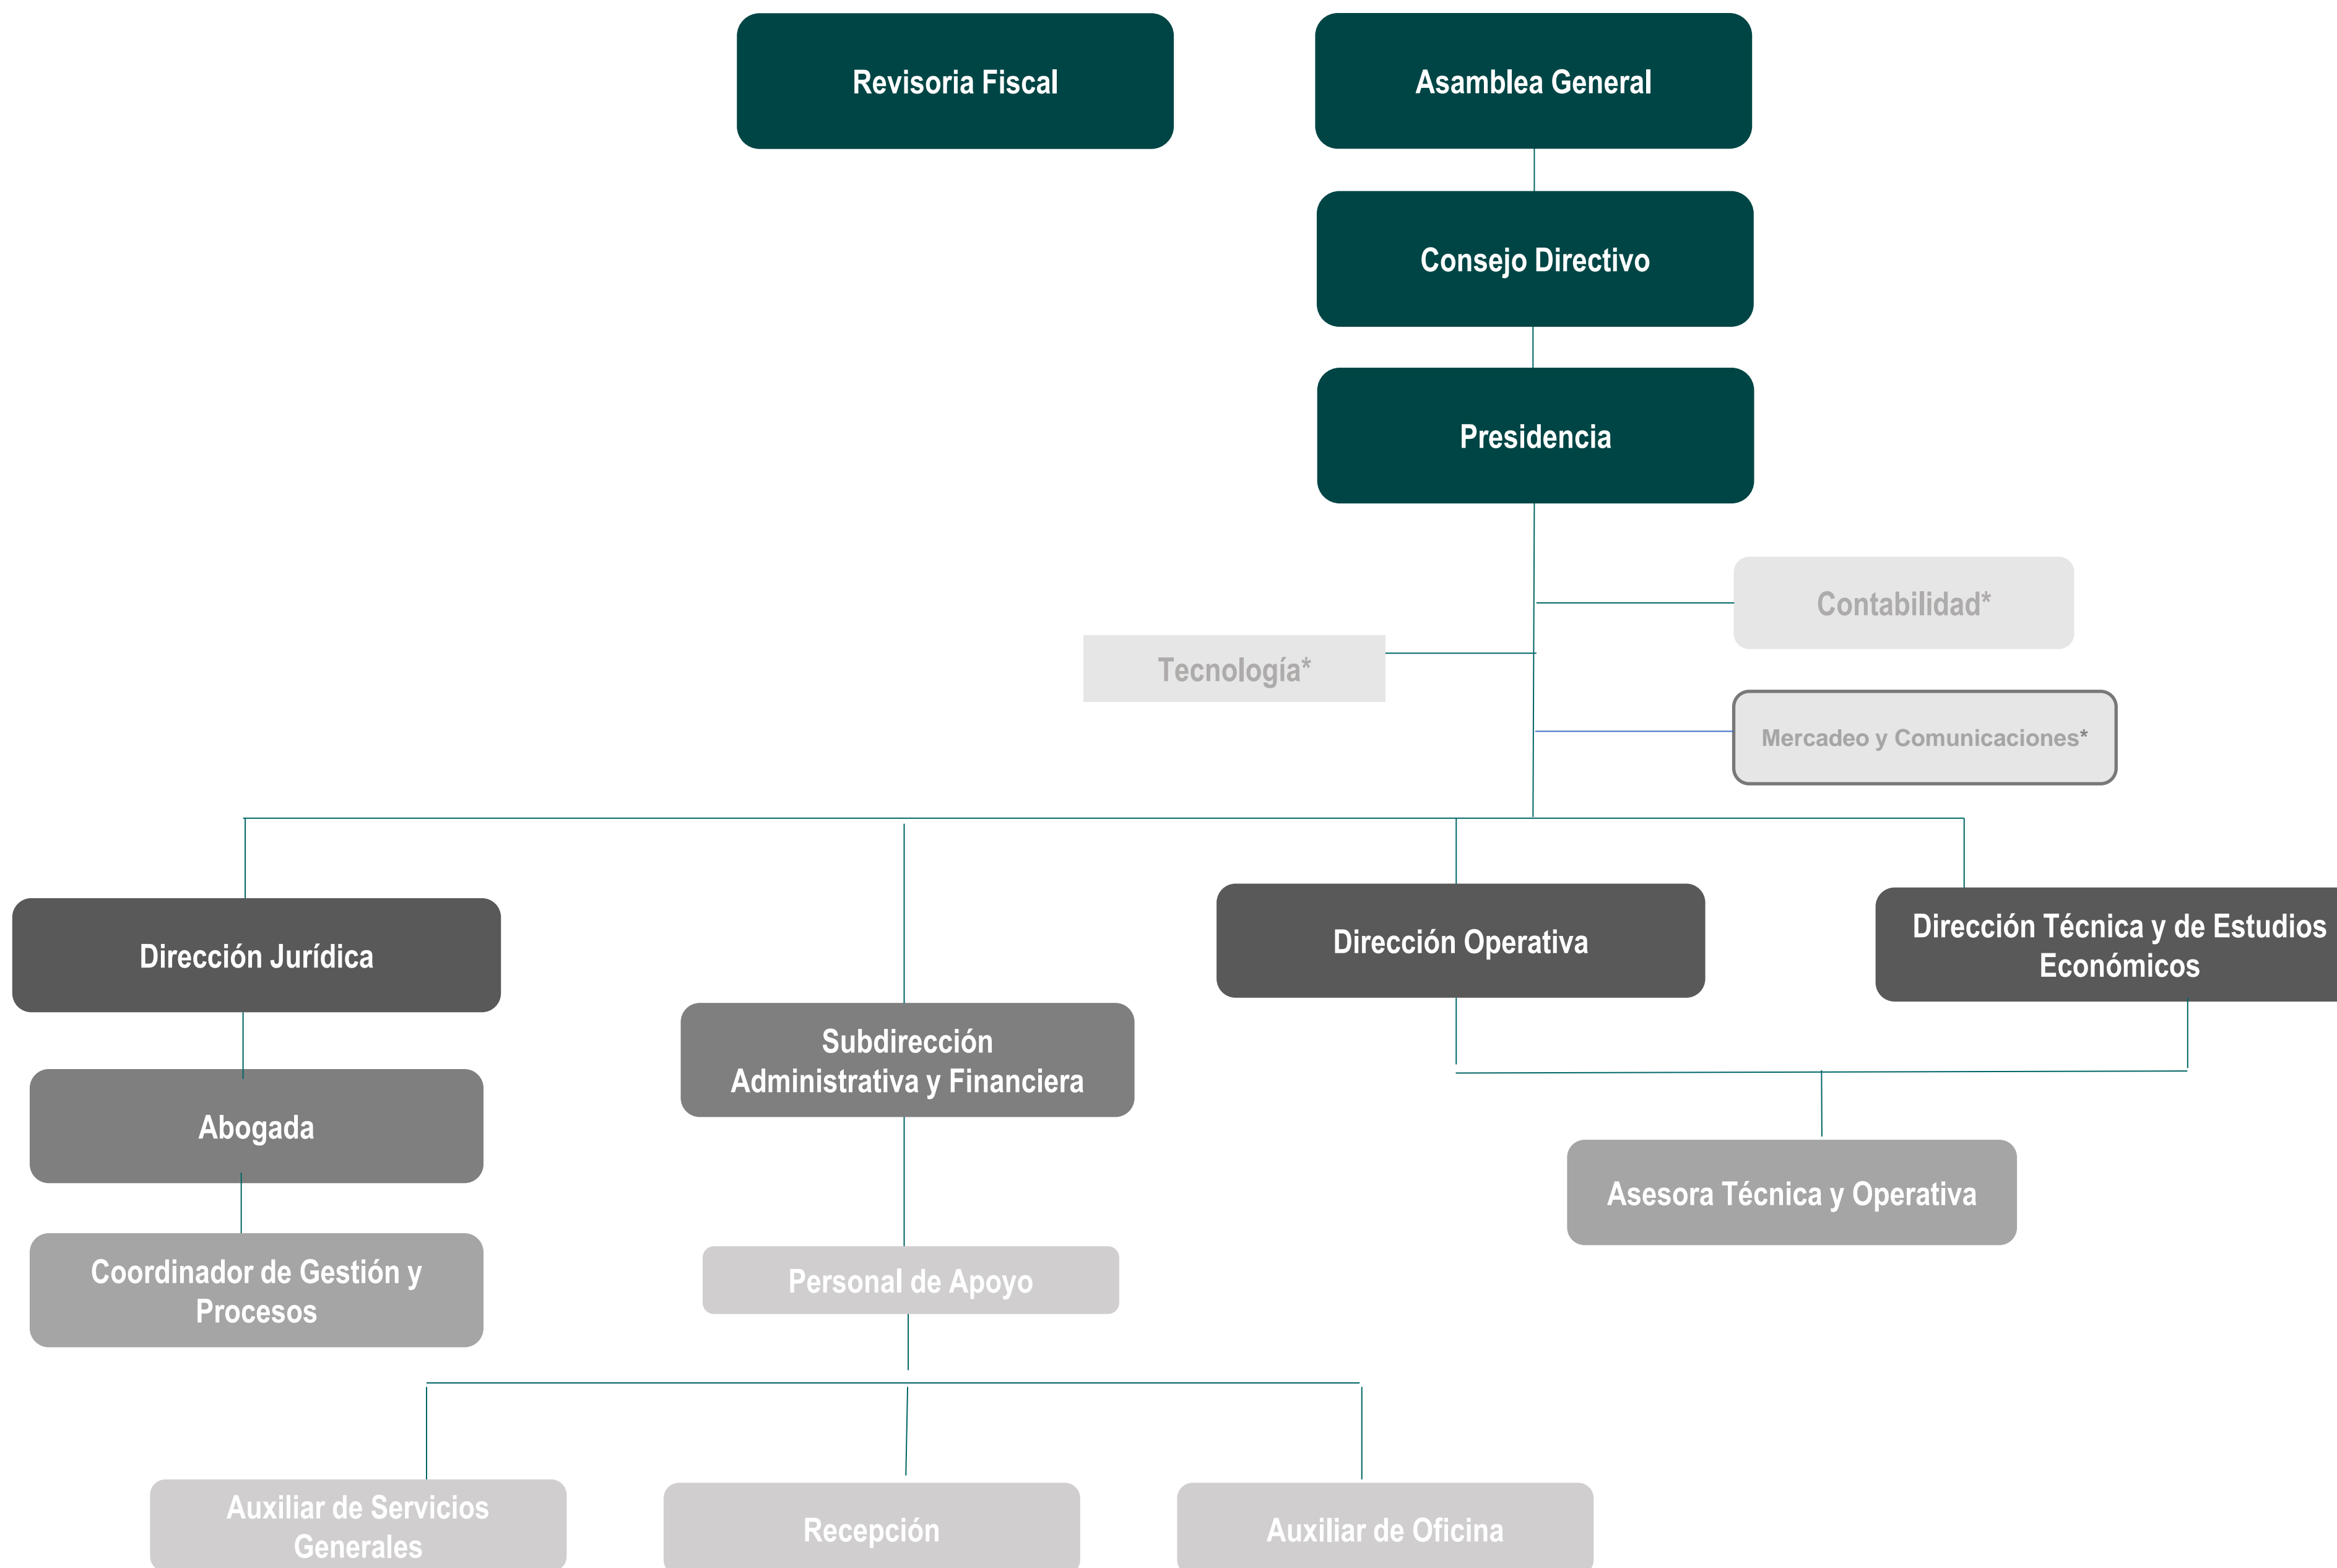 Revisoria Fiscal
Asamblea General
Consejo Directivo
Presidencia
Contabilidad*
Tecnología*
Mercadeo y Comunicaciones*
Dirección Jurídica
Dirección Operativa
Dirección Técnica y de Estudios
Económicos
Subdirección
Administrativa y Financiera
Abogada
Asesora Técnica y Operativa
Coordinador de Gestión y
Procesos
Personal de Apoyo
Auxiliar de Servicios
Generales
Recepción
Auxiliar de Oficina